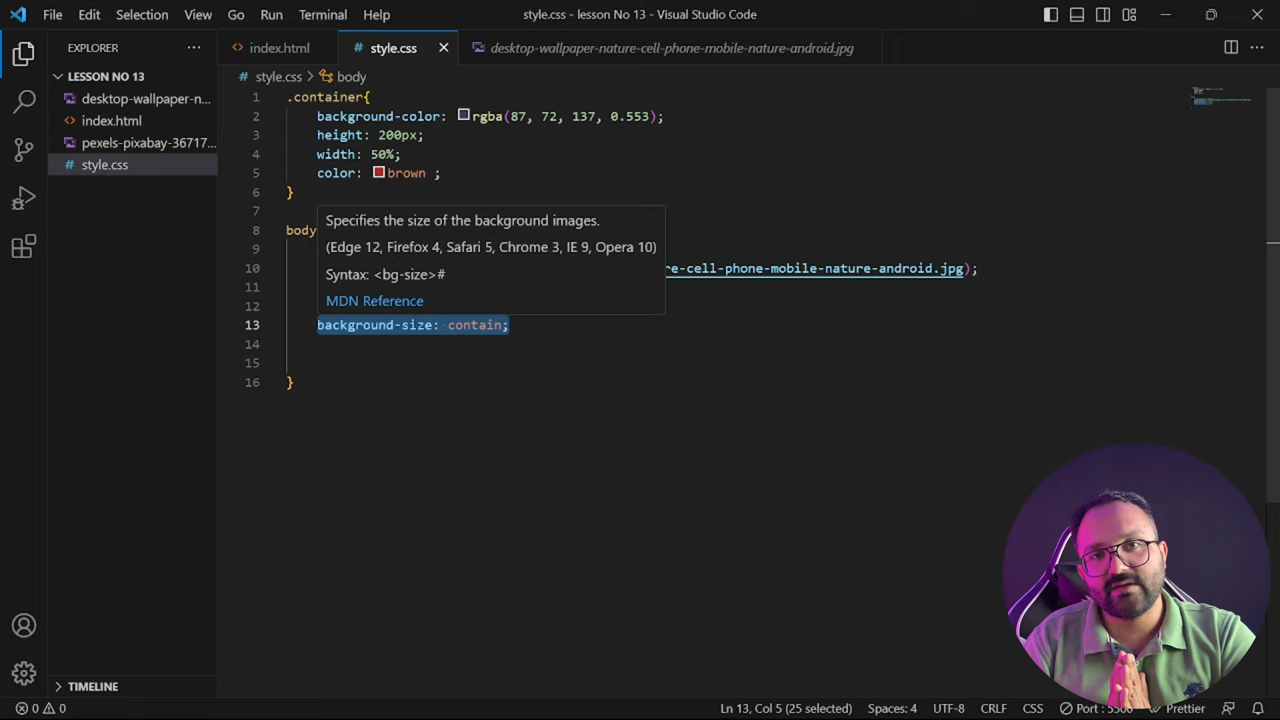 File Edit Selection View Go Run Terminal Help
style.css - lesson No 13 - Visual Studio Code
EXPLORER
index.html
style.css
desktop-wallpaper-nature-cell-phone-mobile-nature-android.jpg
LESSON NO 13
desktop-wallpaper-n...
index.html
pexels-pixabay-36717...
style.css
style.css > body
1 .container{
2 background-color: rgba(87, 72, 137, 0.553);
3 height: 200px;
4 width: 50%;
5 color: brown ;
6 }
7
8 body
9
10 re-cell-phone-mobile-nature-android.jpg);
11
12
13 background-size: contain;
14
15
16 }
Specifies the size of the background images.
(Edge 12, Firefox 4, Safari 5, Chrome 3, IE 9, Opera 10)
Syntax: <bg-size>#
MDN Reference
TIMELINE
0 0
Ln 13, Col 5 (25 selected)
Spaces: 4
UTF-8
CRLF
CSS
Port : 5500
Prettier